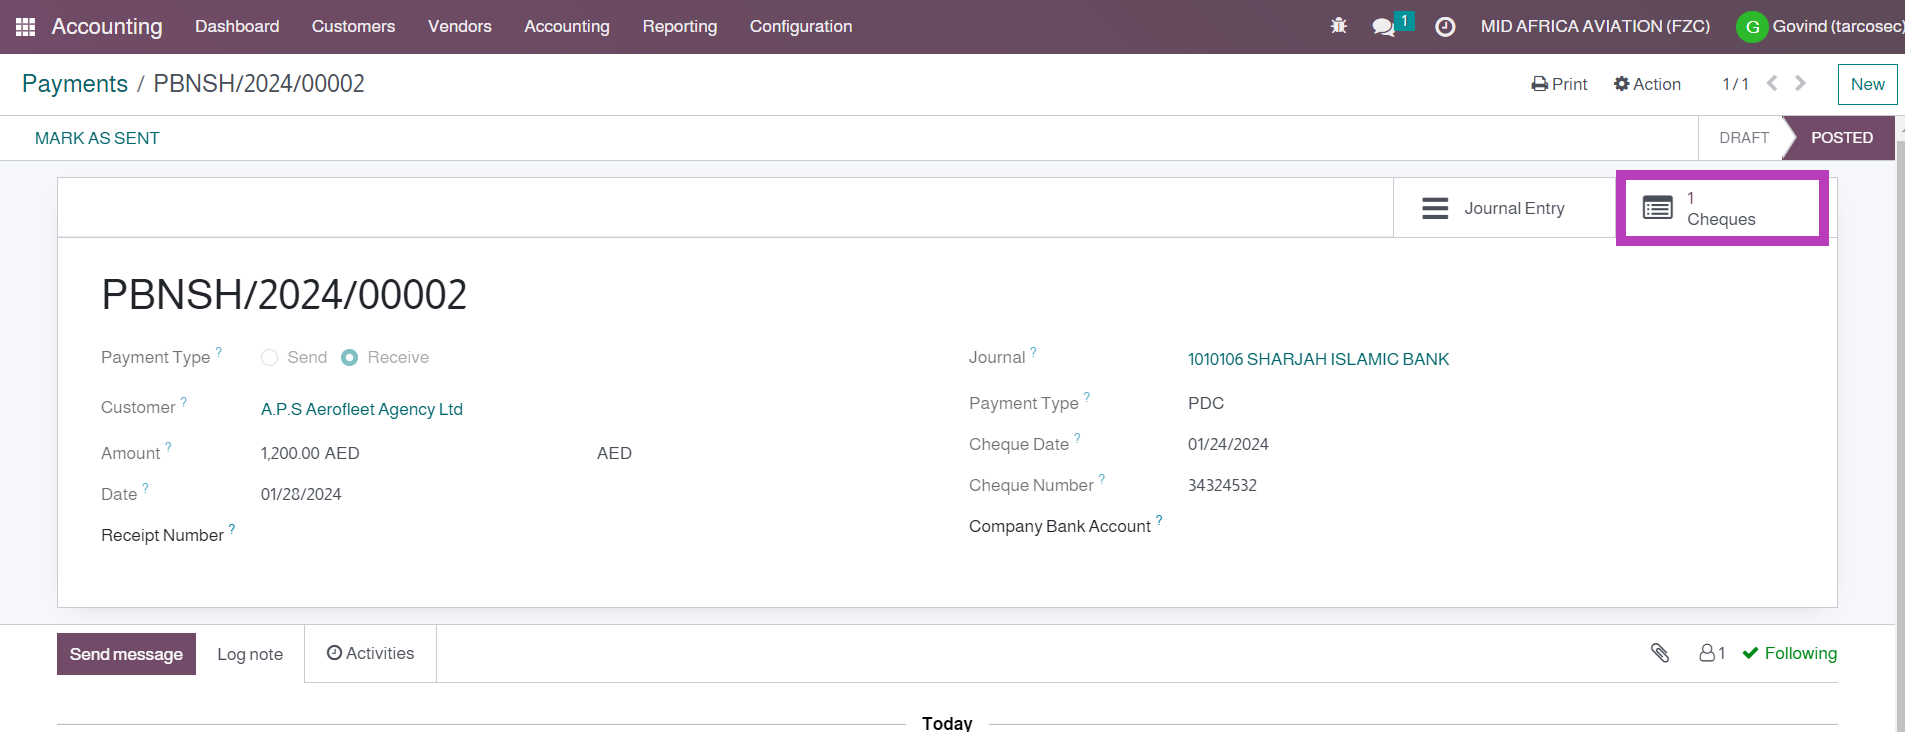 Accounting Dashboard Customers Vendors Accounting Reporting Configuration 1 MID AFRICA AVIATION (FZC) G Govind (tarcosec)
Payments / PBNSH/2024/00002 Print Action 1 / 1 New
MARK AS SENT DRAFT POSTED
Journal Entry
1
Cheques
PBNSH/2024/00002
Payment Type ? Send Receive
Customer ? A.P.S Aerofleet Agency Ltd
Amount ? 1,200.00 AED AED
Date ? 01/28/2024
Receipt Number ?
Journal ? 1010106 SHARJAH ISLAMIC BANK
Payment Type ? PDC
Cheque Date ? 01/24/2024
Cheque Number ? 34324532
Company Bank Account ?
Send message Log note Activities 1 Following
Today